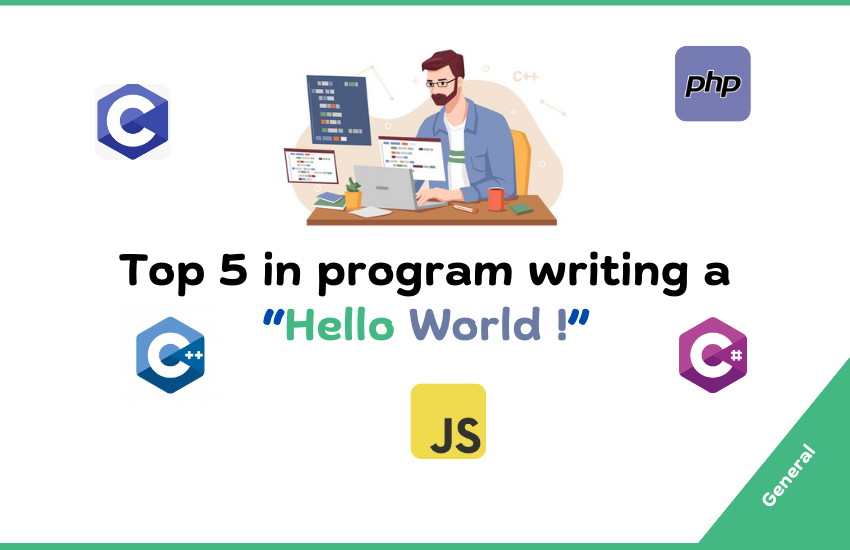 C
C++
php
Top 5 in program writing a
“Hello World !”
C++
C#
JS
General